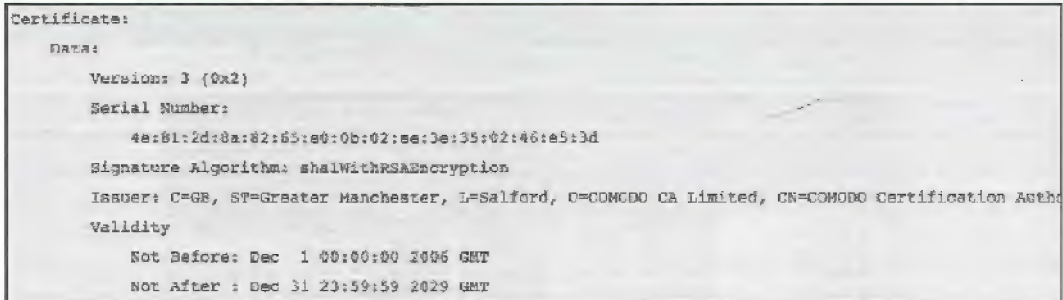 Certificate:
Data:
Version: 3 (0x2)
Serial Number:
4e:81:2d:8a:82:65:e0:0b:02:ee:3e:35:02:46:e5:3d
Signature Algorithm: sha1WithRSAEncryption
Issuer: C=GB, ST=Greater Manchester, L=Salford, O=COMODO CA Limited, CN=COMODO Certification Autho
Validity
Not Before: Dec 1 00:00:00 2006 GMT
Not After : Dec 31 23:59:59 2029 GMT